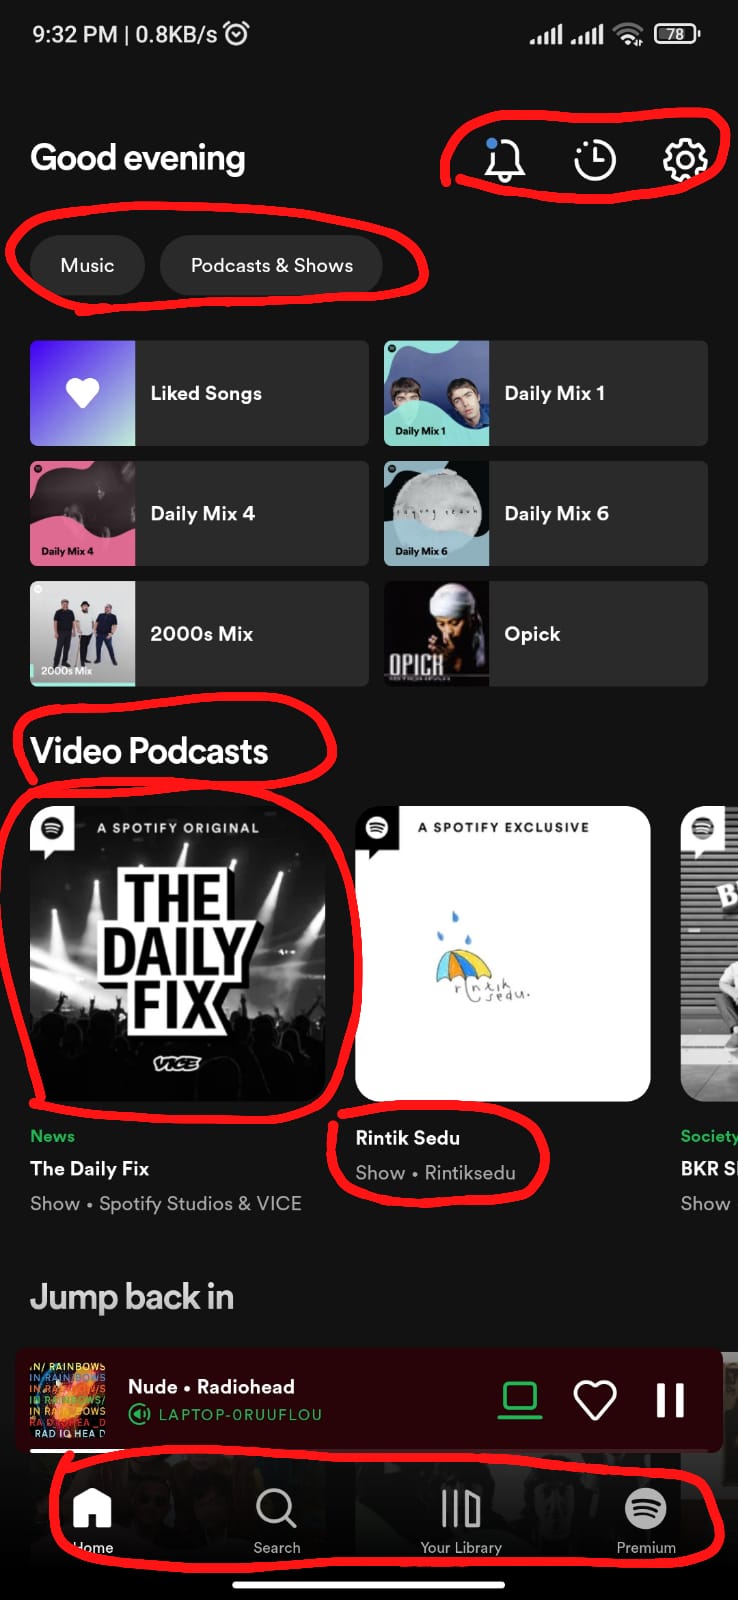 9:32 PM | 0.8KB/s
78
Good evening
Music
Podcasts & Shows
Liked Songs
Daily Mix 1
Daily Mix 1
Daily Mix 4
Daily Mix 4
Daily Mix 6
Daily Mix 6
2000s Mix
2000s Mix
OPICK
Opick
Video Podcasts
A SPOTIFY ORIGINAL
THE
DAILY
FIX
VICE
A SPOTIFY EXCLUSIVE
rintik
sedu.
News
The Daily Fix
Show • Spotify Studios & VICE
Rintik Sedu
Show • Rintiksedu
Society
BKR
Show
Jump back in
IN RAINBOWS
Nude • Radiohead
LAPTOP-0RUUFLOU
Home
Search
Your Library
Premium